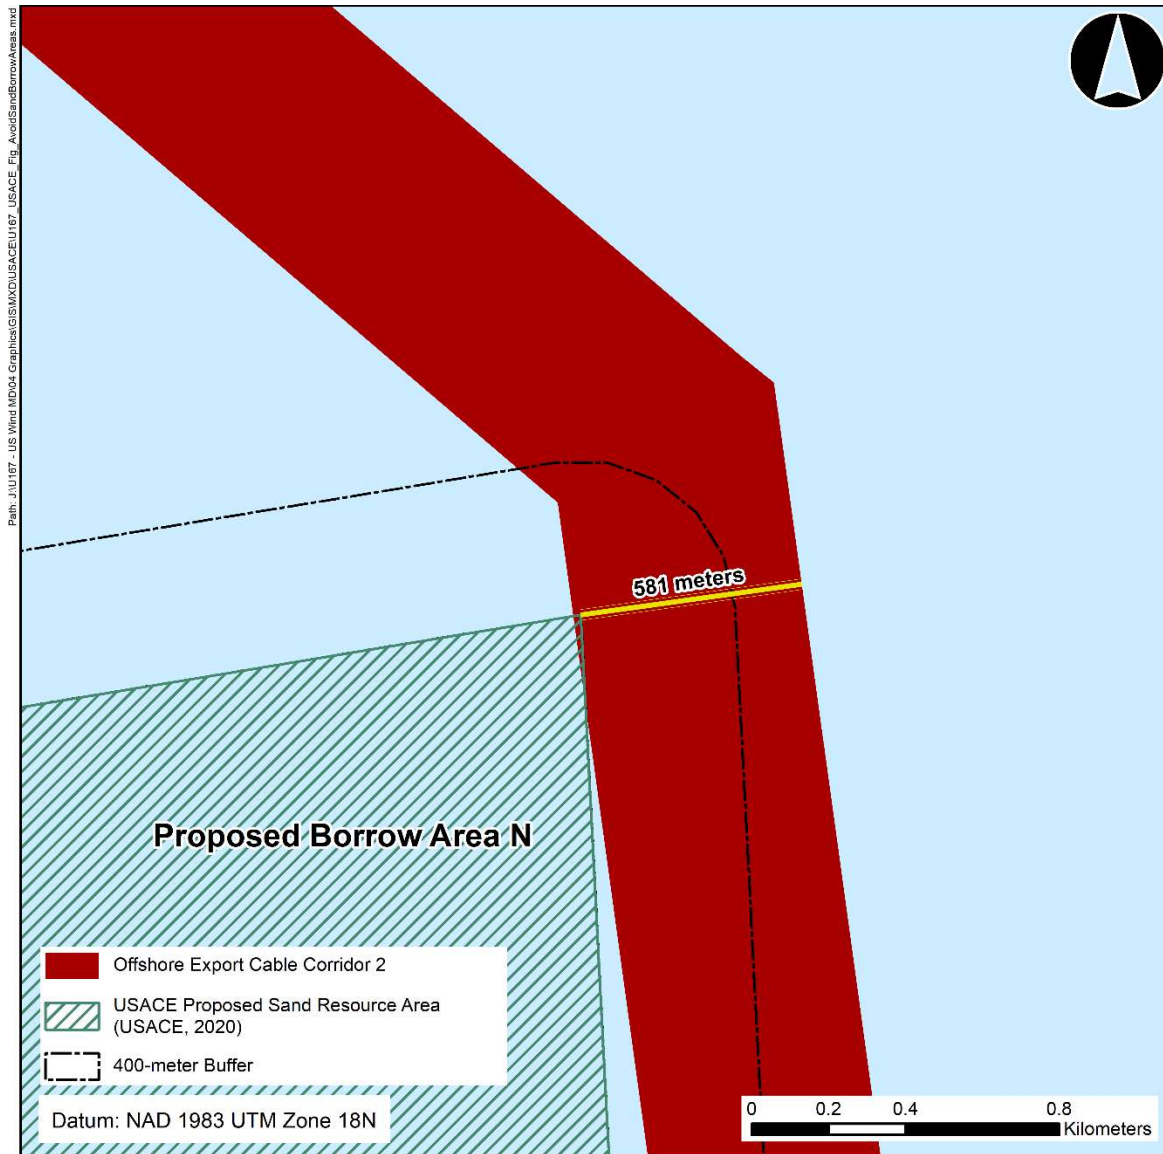 Path: J:\U167 - US Wind MD\04 Graphics\GIS\MXD\USACE\U167_USACE_Fig_AvoidSandBorrowAreas.mxd
581 meters
Proposed Borrow Area N
Offshore Export Cable Corridor 2
USACE Proposed Sand Resource Area
(USACE, 2020)
400-meter Buffer
Datum: NAD 1983 UTM Zone 18N
0 0.2 0.4 0.8
Kilometers